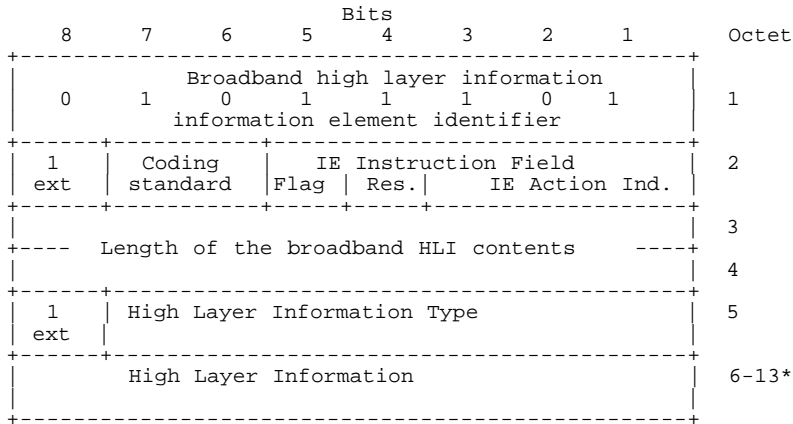 Bits
8 7 6 5 4 3 2 1 Octet
Broadband high layer information
0 1 0 1 1 1 0 1 1
information element identifier
1 Coding IE Instruction Field 2
ext standard Flag Res. IE Action Ind.
3
Length of the broadband HLI contents
4
1 High Layer Information Type 5
ext
High Layer Information 6-13*